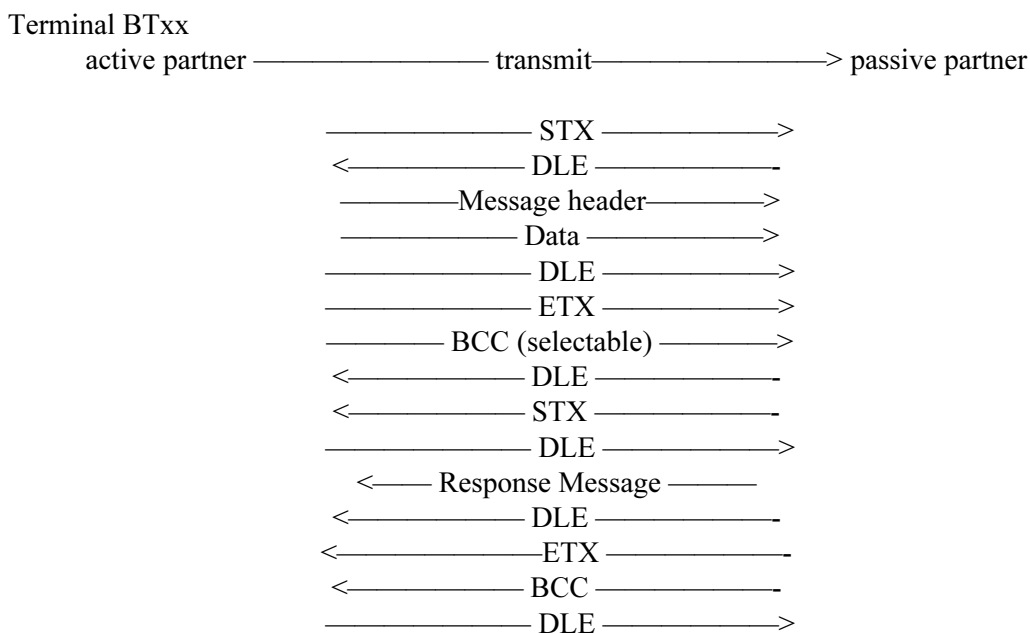 Terminal BTxx
active partner ———————— transmit————————> passive partner
——————— STX ——————>
<—————— DLE ——————-
————Message header————>
—————— Data ——————>
——————— DLE ——————>
——————— ETX ——————>
———— BCC (selectable) ————>
<—————— DLE ——————-
<—————— STX ——————-
——————— DLE ——————>
<—— Response Message ———
<—————— DLE ——————-
<———————ETX ——————-
<—————— BCC ——————-
——————— DLE ——————>